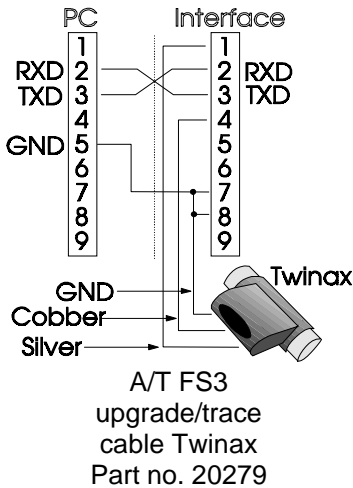 PC Interface
1 1
RXD 2 2 RXD
TXD 3 3 TXD
4 4
GND 5 5
6 6
7 7
8 8
9 9
Twinax
GND
Cobber
Silver
A/T FS3
upgrade/trace
cable Twinax
Part no. 20279